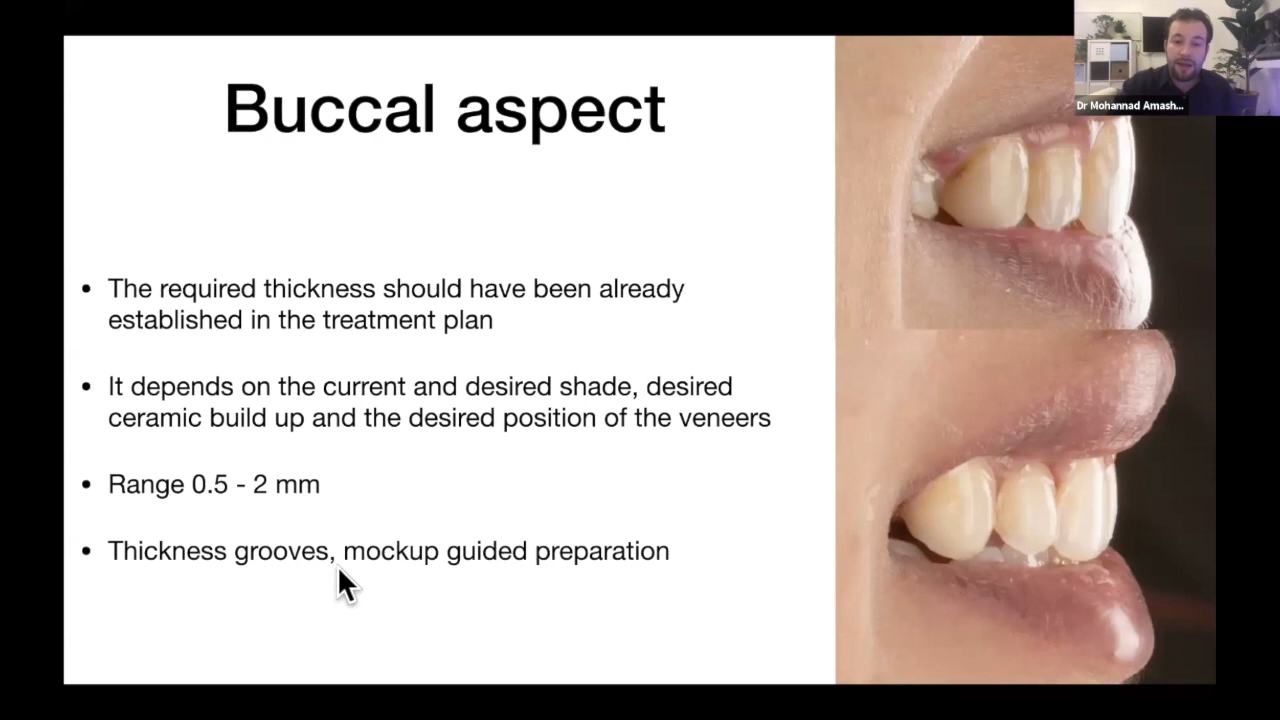 Buccal aspect
Dr Mohannad Amash...
• The required thickness should have been already
established in the treatment plan
• It depends on the current and desired shade, desired
ceramic build up and the desired position of the veneers
• Range 0.5 - 2 mm
• Thickness grooves, mockup guided preparation